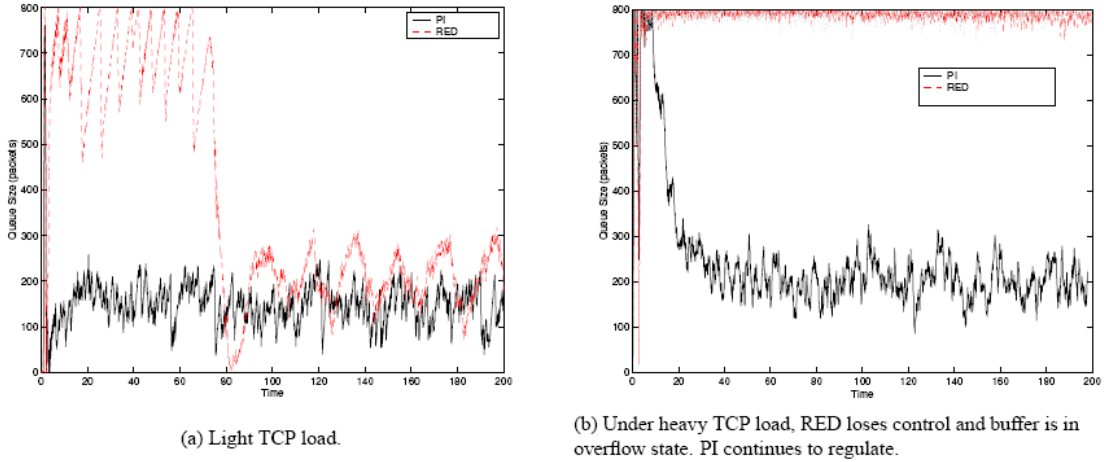 800
700
600
500
400
300
200
100
0
Queue Size (packets)
PI
RED
0 20 40 60 80 100 120 140 160 180 200
Time
(a) Light TCP load.
800
700
600
500
400
300
200
100
0
Queue Size (packets)
PI
RED
0 20 40 60 80 100 120 140 160 180 200
Time
(b) Under heavy TCP load, RED loses control and buffer is in
overflow state. PI continues to regulate.